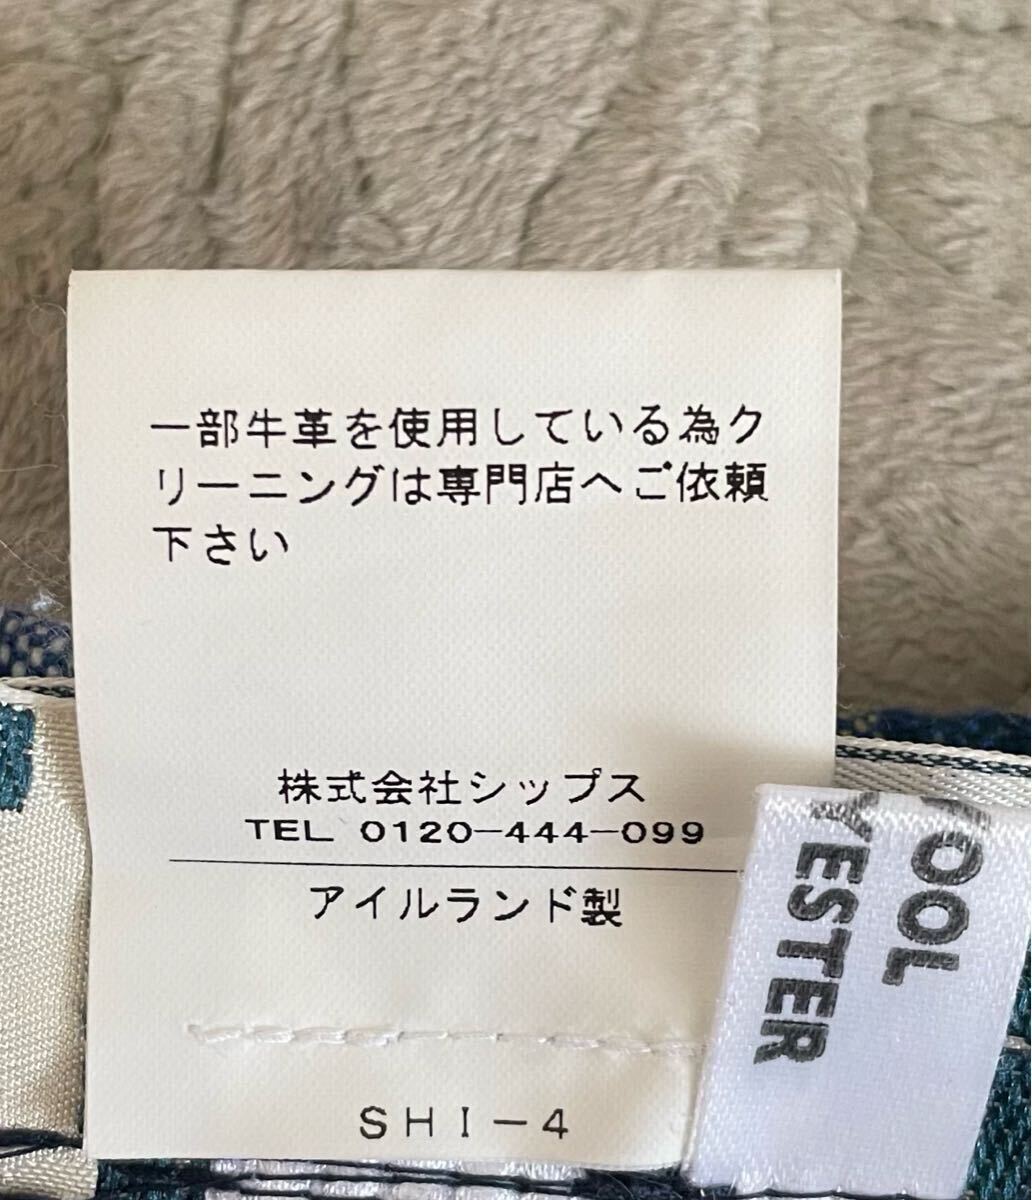 一部牛革を使用している為ク
リーニングは専門店へご依頼
下さい
株式会社シップス
TEL 0120-444-099
アイルランド製
SHI-4
OOL
YESTER